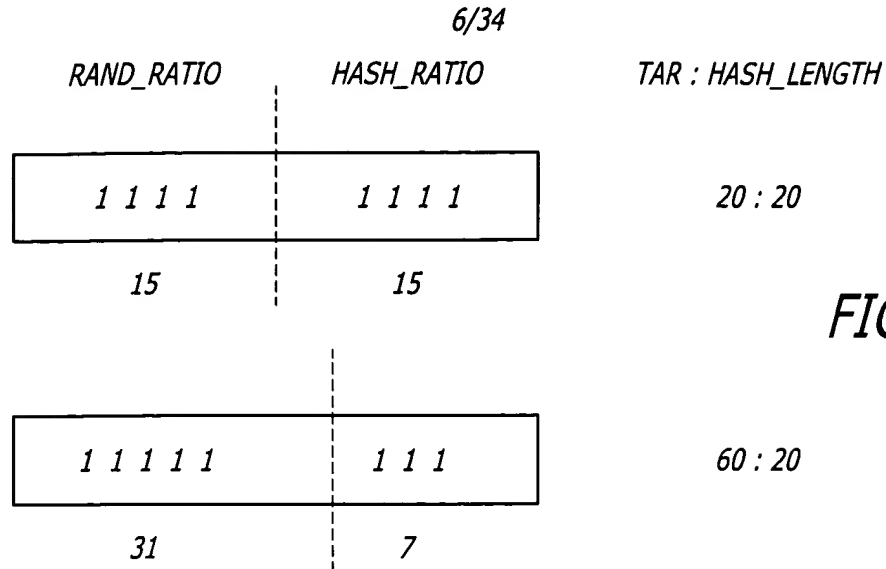 6/34
RAND_RATIO HASH_RATIO TAR : HASH_LENGTH
1 1 1 1 1 1 1 1 20 : 20
15 15
1 1 1 1 1 1 1 1 60 : 20
31 7